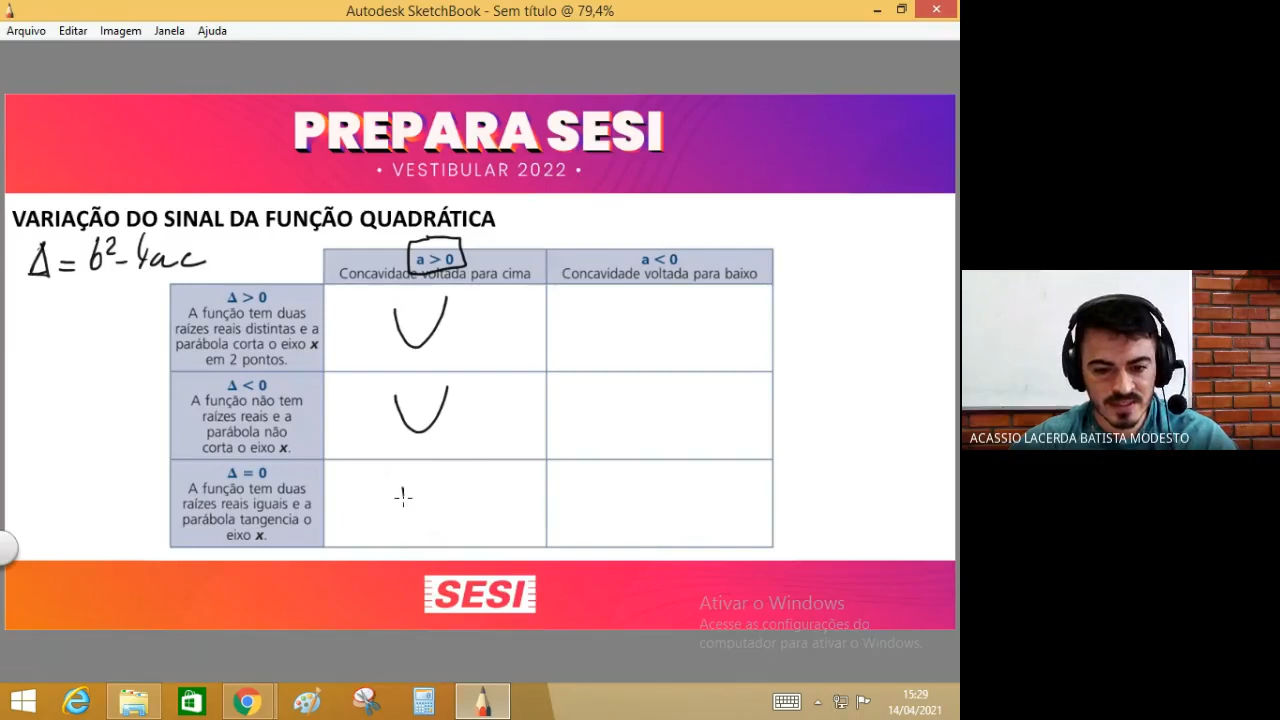 Autodesk SketchBook - Sem título @ 79,4%
Arquivo Editar Imagem Janela Ajuda
PREPARA SESI
• VESTIBULAR 2022 •
VARIAÇÃO DO SINAL DA FUNÇÃO QUADRÁTICA
Δ = b² - 4ac
a > 0
Concavidade voltada para cima
a < 0
Concavidade voltada para baixo
Δ > 0
A função tem duas
raízes reais distintas e a
parábola corta o eixo x
em 2 pontos.
Δ < 0
A função não tem
raízes reais e a
parábola não
corta o eixo x.
Δ = 0
A função tem duas
raízes reais iguais e a
parábola tangencia o
eixo x.
SESI
Ativar o Windows
Acesse as configurações do
computador para ativar o Windows.
ACASSIO LACERDA BATISTA MODESTO
15:29
14/04/2021